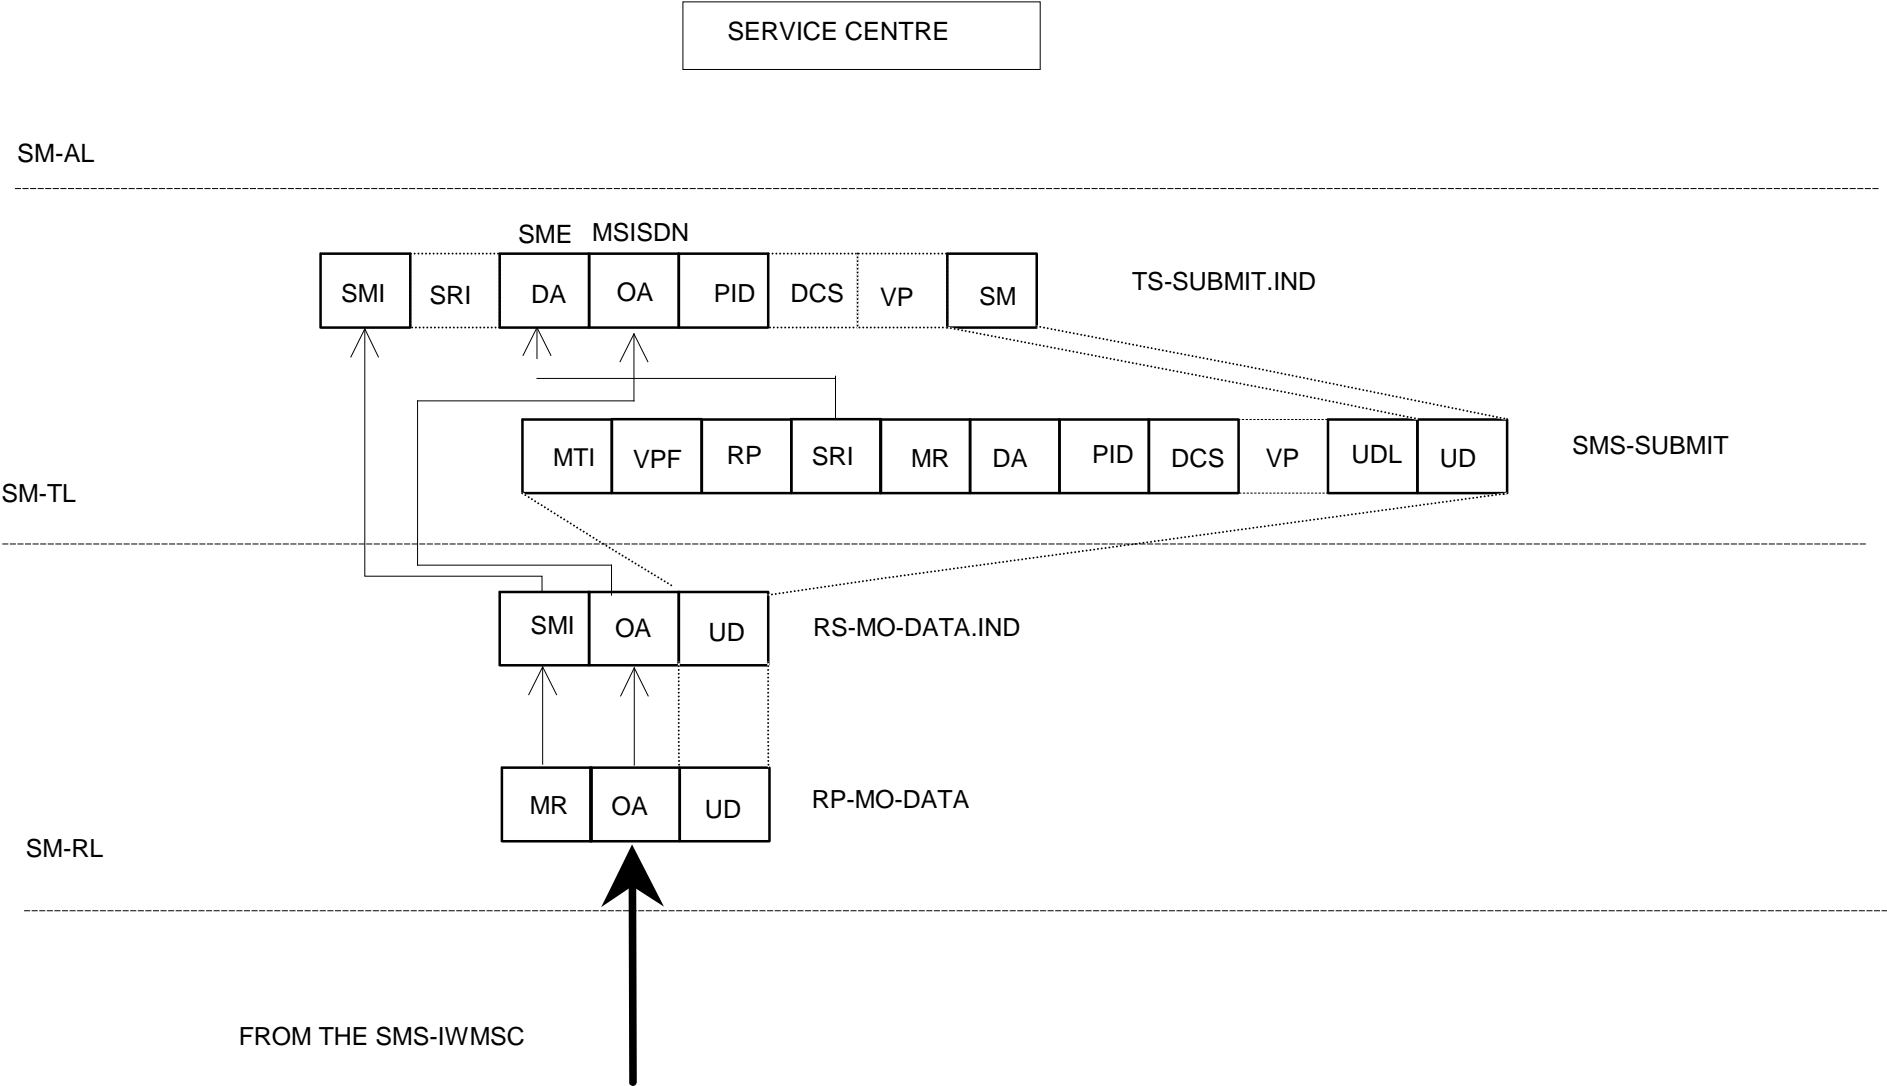 SERVICE CENTRE
SM-AL
SME MSISDN
SMI SRI DA OA PID DCS VP SM TS-SUBMIT.IND
MTI VPF RP SRI MR DA PID DCS VP UDL UD SMS-SUBMIT
SM-TL
SMI OA UD RS-MO-DATA.IND
MR OA UD RP-MO-DATA
SM-RL
FROM THE SMS-IWMSC